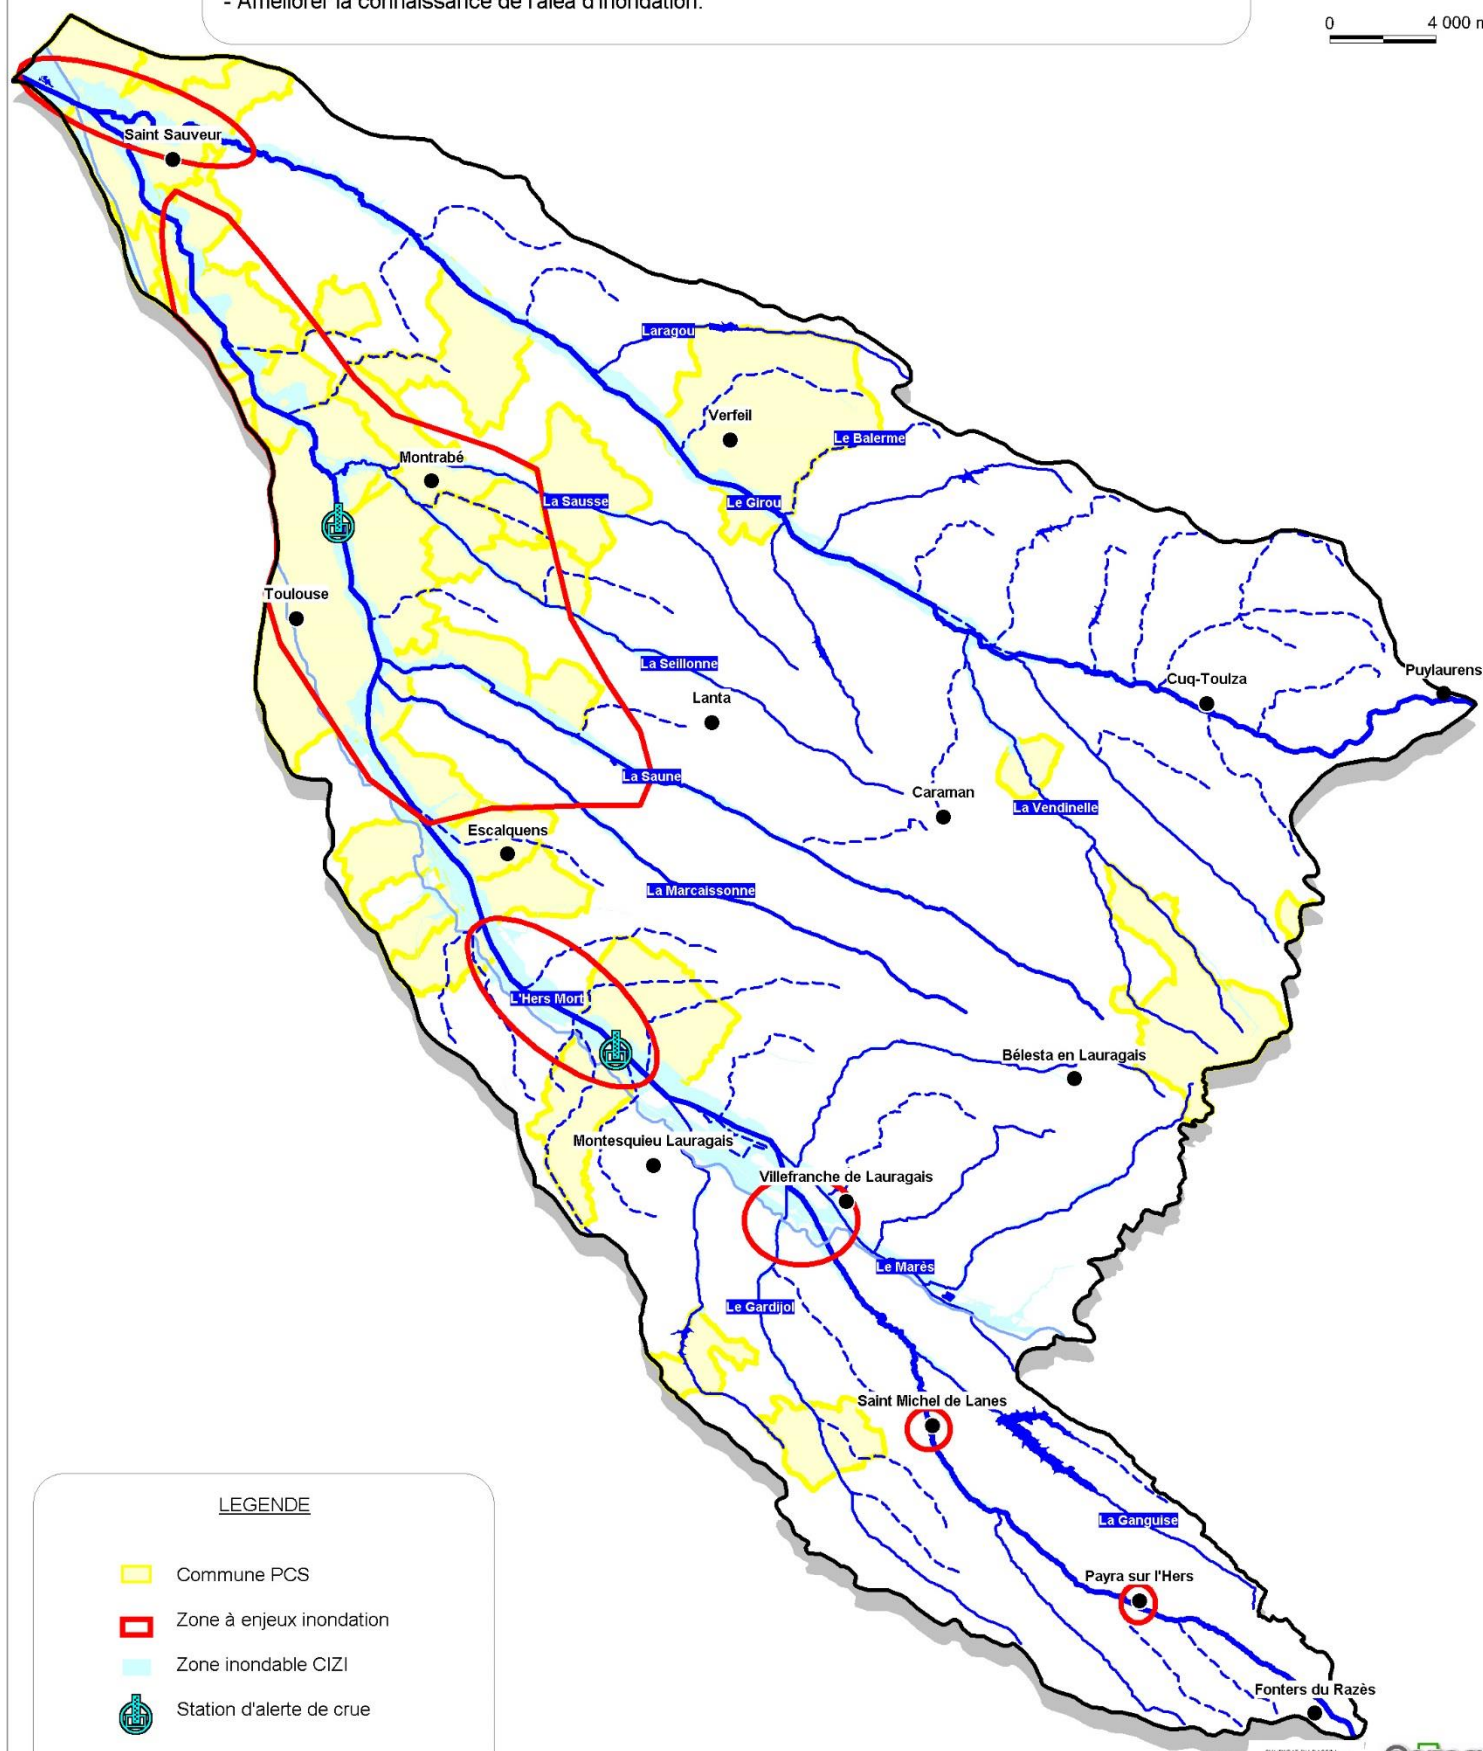 - Améliorer la connaissance de l'aléa d'inondation.
0 4 000 m
Saint Sauveur
Laragou
Verfeil
Le Balerme
Montrabé
La Sausse
Le Girou
Toulouse
La Seillonne
Lanta
Cuq-Toulza
Puylaurens
La Saune
Caraman
La Vendinelle
Escalquens
La Marcaissonne
L'Hers Mort
Bélesta en Lauragais
Montesquieu Lauragais
Villefranche de Lauragais
Le Marès
Le Gardijol
Saint Michel de Lanes
La Ganguise
Payra sur l'Hers
Fonters du Razès
LEGENDE
Commune PCS
Zone à enjeux inondation
Zone inondable CIZI
Station d'alerte de crue